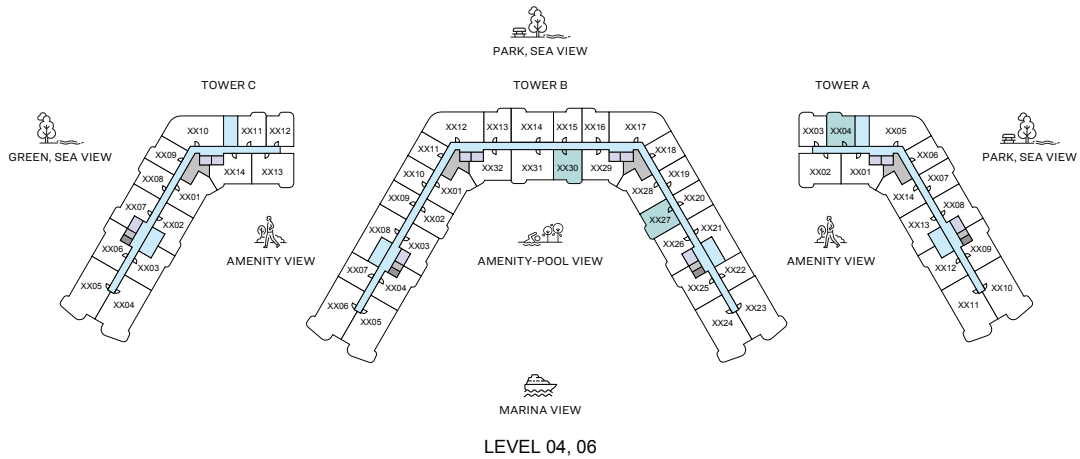 PARK, SEA VIEW
TOWER C
TOWER B
TOWER A
GREEN, SEA VIEW
PARK, SEA VIEW
XX10
XX11
XX12
XX09
XX08
XX07
XX06
XX05
XX04
XX03
XX02
XX01
XX14
XX13
AMENITY VIEW
XX12
XX13
XX14
XX15
XX16
XX17
XX11
XX10
XX09
XX08
XX07
XX06
XX05
XX04
XX03
XX02
XX01
XX32
XX31
XX30
XX29
XX28
XX27
XX26
XX25
XX24
XX23
XX22
XX21
XX20
XX19
XX18
AMENITY-POOL VIEW
XX03
XX04
XX05
XX02
XX01
XX06
XX07
XX08
XX09
XX10
XX11
XX12
XX13
XX14
AMENITY VIEW
MARINA VIEW
LEVEL 04, 06